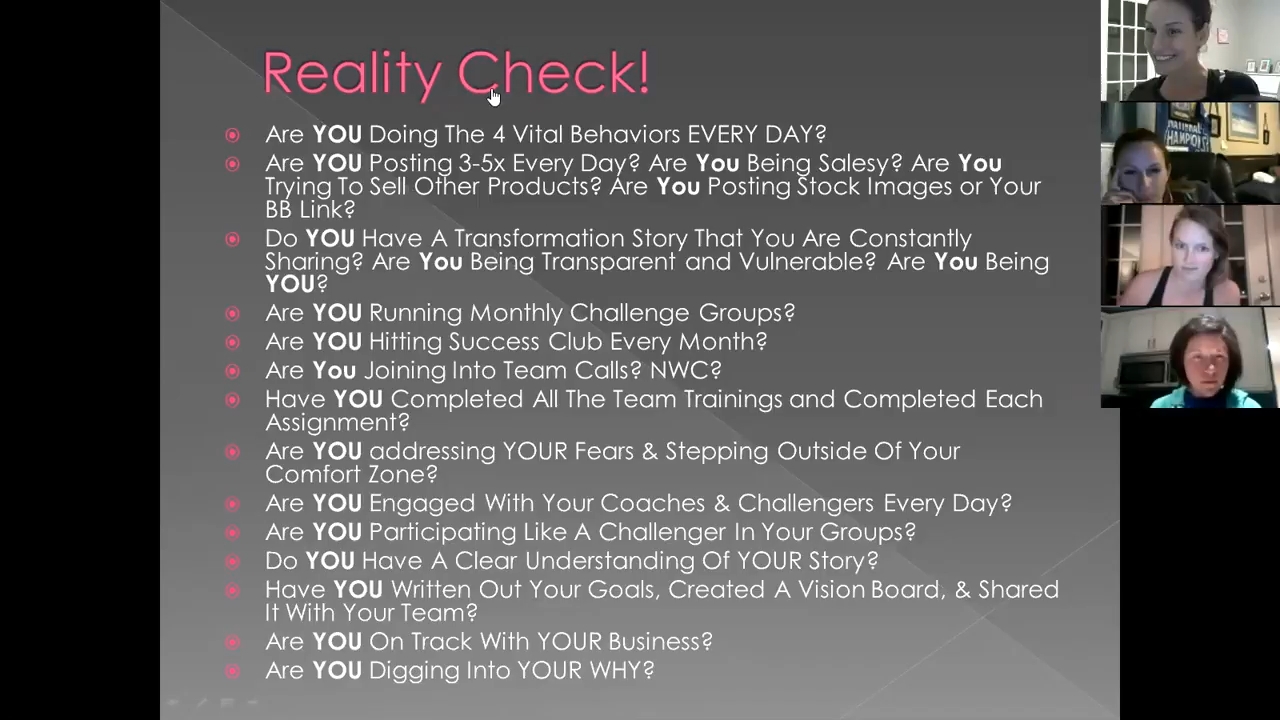 Reality Check!
Are YOU Doing The 4 Vital Behaviors EVERY DAY?
Are YOU Posting 3-5x Every Day? Are You Being Salesy? Are You
Trying To Sell Other Products? Are You Posting Stock Images or Your
BB Link?
Do YOU Have A Transformation Story That You Are Constantly
Sharing? Are You Being Transparent and Vulnerable? Are You Being
YOU?
Are YOU Running Monthly Challenge Groups?
Are YOU Hitting Success Club Every Month?
Are You Joining Into Team Calls? NWC?
Have YOU Completed All The Team Trainings and Completed Each
Assignment?
Are YOU addressing YOUR Fears & Stepping Outside Of Your
Comfort Zone?
Are YOU Engaged With Your Coaches & Challengers Every Day?
Are YOU Participating Like A Challenger In Your Groups?
Do YOU Have A Clear Understanding Of YOUR Story?
Have YOU Written Out Your Goals, Created A Vision Board, & Shared
It With Your Team?
Are YOU On Track With YOUR Business?
Are YOU Digging Into YOUR WHY?
NATIONAL
CHAMPIONS